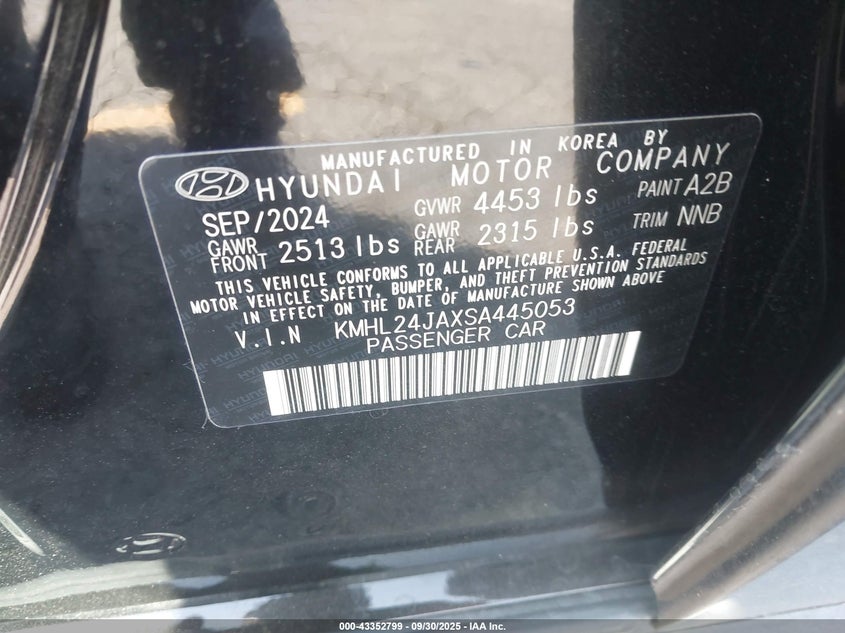 MANUFACTURED IN KOREA BY
HYUNDAI MOTOR COMPANY
SEP/2024 GVWR 4453 lbs PAINT A2B
GAWR FRONT 2513 lbs GAWR REAR 2315 lbs TRIM NNB
THIS VEHICLE CONFORMS TO ALL APPLICABLE U.S.A. FEDERAL
MOTOR VEHICLE SAFETY, BUMPER, AND THEFT PREVENTION STANDARDS
IN EFFECT ON THE DATE OF MANUFACTURE SHOWN ABOVE
V.I.N KMHL24JAXSA445053
PASSENGER CAR
000-43352799 - 09/30/2025 - IAA Inc.